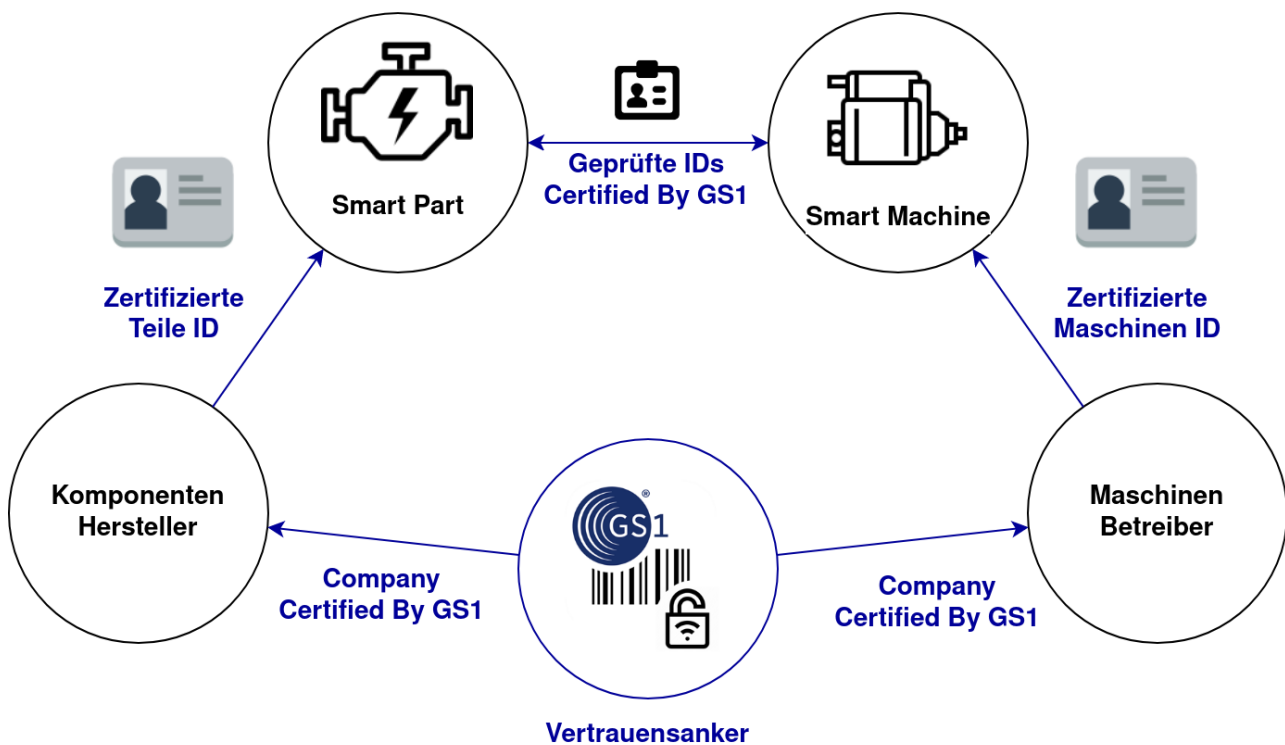 Smart Part
Geprüfte IDs
Certified By GS1
Smart Machine
Zertifizierte
Teile ID
Zertifizierte
Maschinen ID
Komponenten
Hersteller
Maschinen
Betreiber
GS1
®
Company
Certified By GS1
Company
Certified By GS1
Vertrauensanker